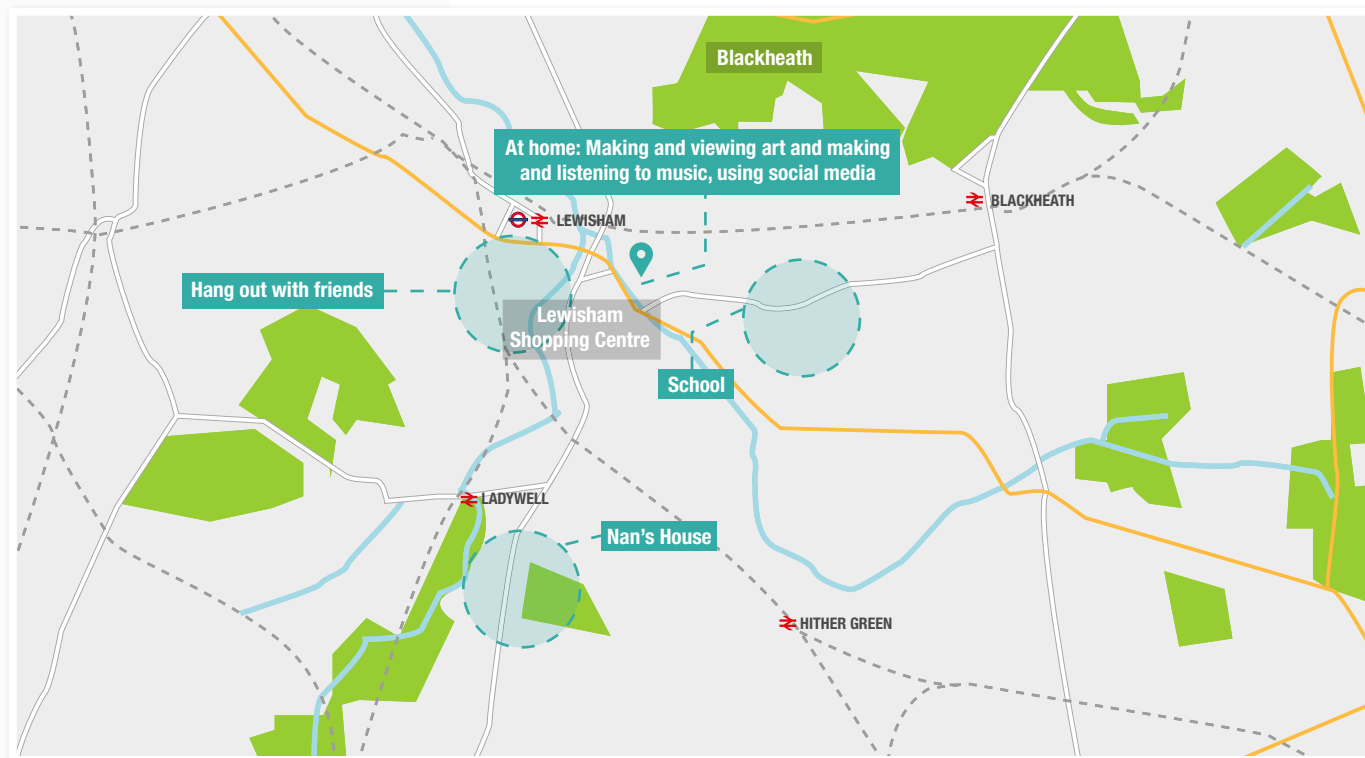 Blackheath
At home: Making and viewing art and making
and listening to music, using social media
BLACKHEATH
LEWISHAM
Hang out with friends
Lewisham
Shopping Centre
School
LADYWELL
Nan's House
HITHER GREEN